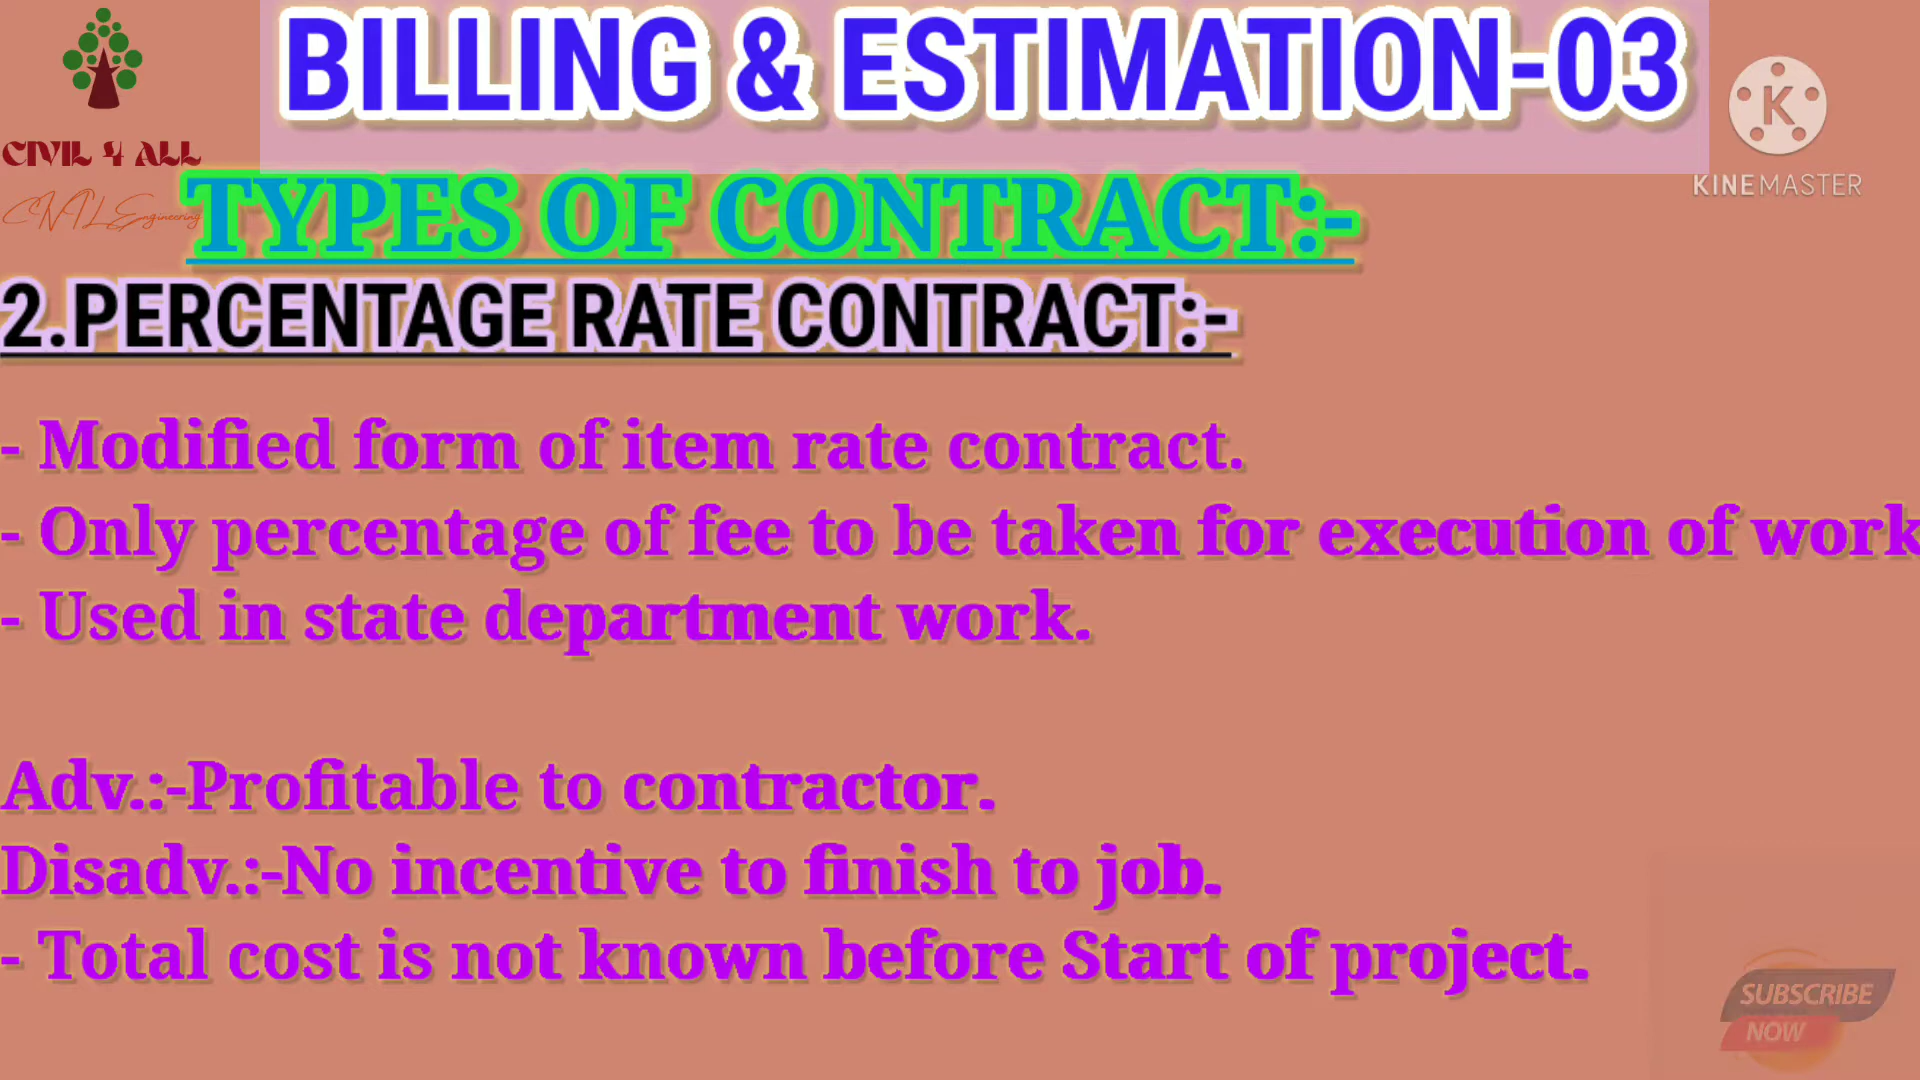 BILLING & ESTIMATION-03
CIVIL 4 ALL
CIVIL Engineering
KINEMASTER
TYPES OF CONTRACT:-
2.PERCENTAGE RATE CONTRACT:-
- Modified form of item rate contract.
- Only percentage of fee to be taken for execution of work
- Used in state department work.
Adv.:-Profitable to contractor.
Disadv.:-No incentive to finish to job.
- Total cost is not known before Start of project.
SUBSCRIBE
NOW